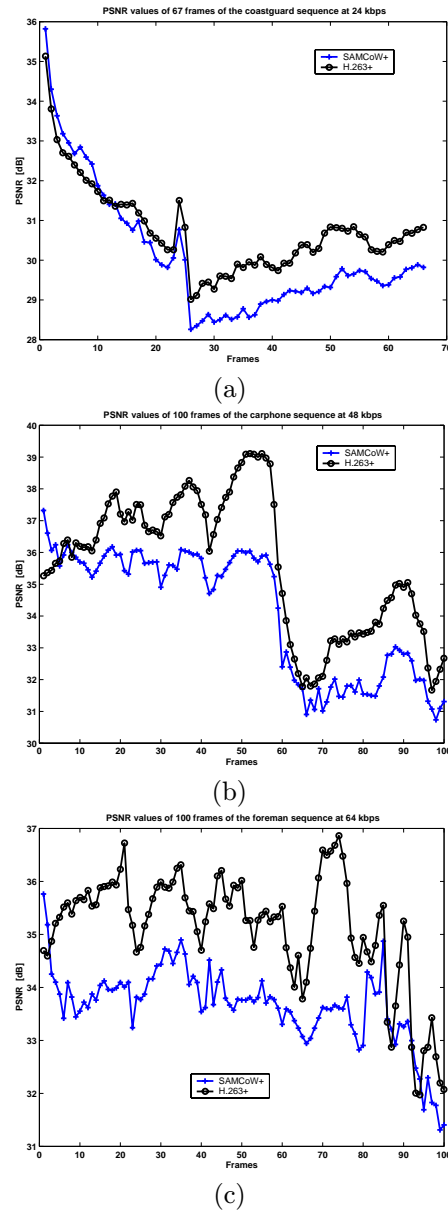 PSNR values of 67 frames of the coastguard sequence at 24 kbps
36
35
34
33
32
31
30
29
28
PSNR [dB]
SAMCoW+
H.263+
0 10 20 30 40 50 60 70
Frames
(a)
PSNR values of 100 frames of the carphone sequence at 48 kbps
40
39
38
37
36
35
34
33
32
31
30
PSNR [dB]
SAMCoW+
H.263+
0 10 20 30 40 50 60 70 80 90 100
Frames
(b)
PSNR values of 100 frames of the foreman sequence at 64 kbps
37
36
35
34
33
32
31
PSNR [dB]
SAMCoW+
H.263+
0 10 20 30 40 50 60 70 80 90 100
Frames
(c)